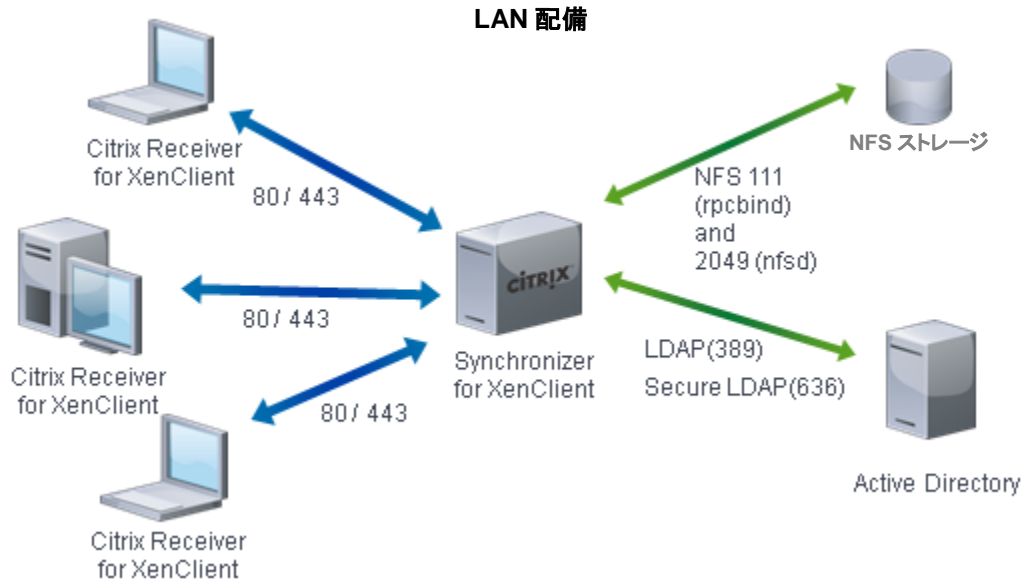 LAN 配備
Citrix Receiver
for XenClient
80 / 443
Citrix Receiver
for XenClient
80 / 443
Citrix Receiver
for XenClient
80 / 443
CITRIX
Synchronizer
for XenClient
NFS ストレージ
NFS 111
(rpcbind)
and
2049 (nfsd)
LDAP(389)
Secure LDAP(636)
Active Directory